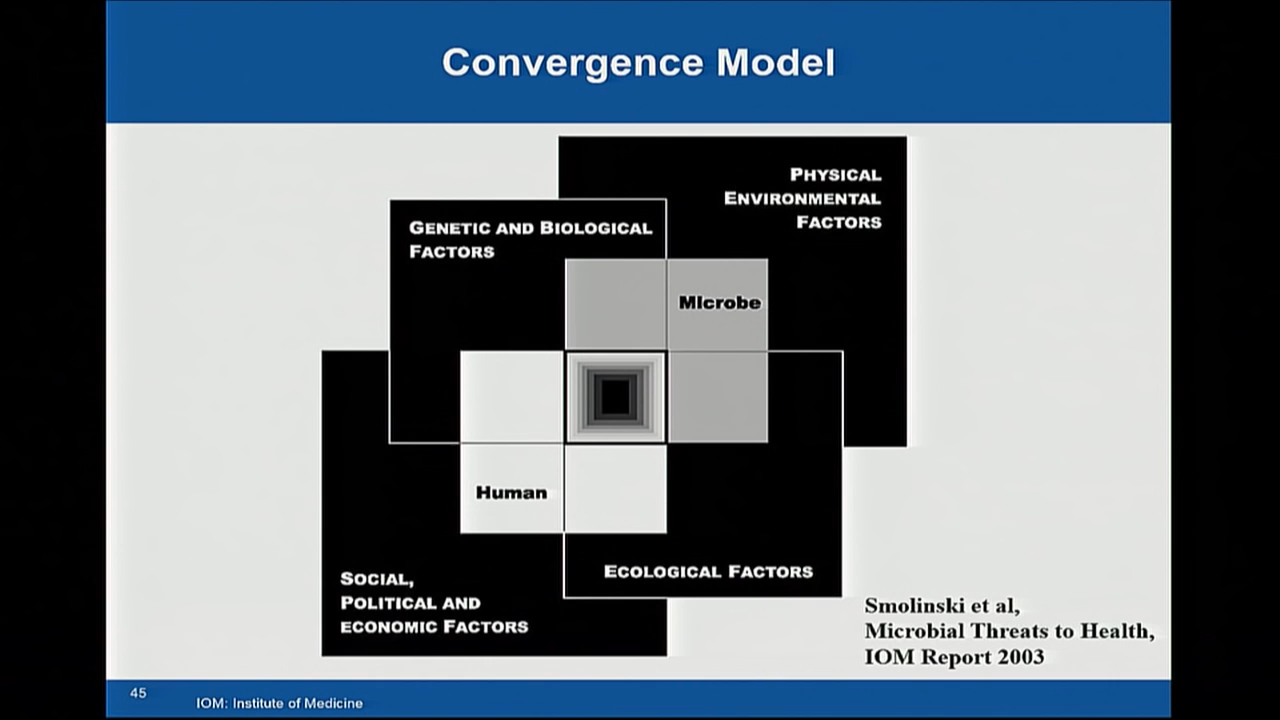 Convergence Model
PHYSICAL
ENVIRONMENTAL
FACTORS
GENETIC AND BIOLOGICAL
FACTORS
MIcrobe
Human
ECOLOGICAL FACTORS
SOCIAL,
POLITICAL AND
ECONOMIC FACTORS
Smolinski et al,
Microbial Threats to Health,
IOM Report 2003
45
IOM: Institute of Medicine